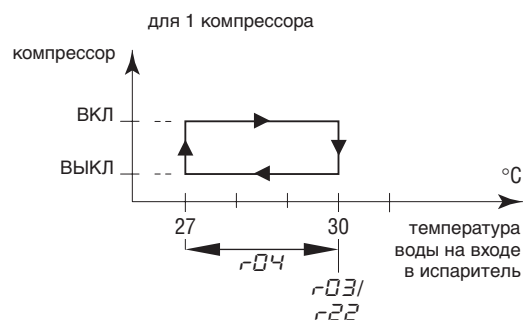 для 1 компрессора
компрессор
ВКЛ
ВЫКЛ
°C
27
30
температура
воды на входе
в испаритель
r04
r03/
r22